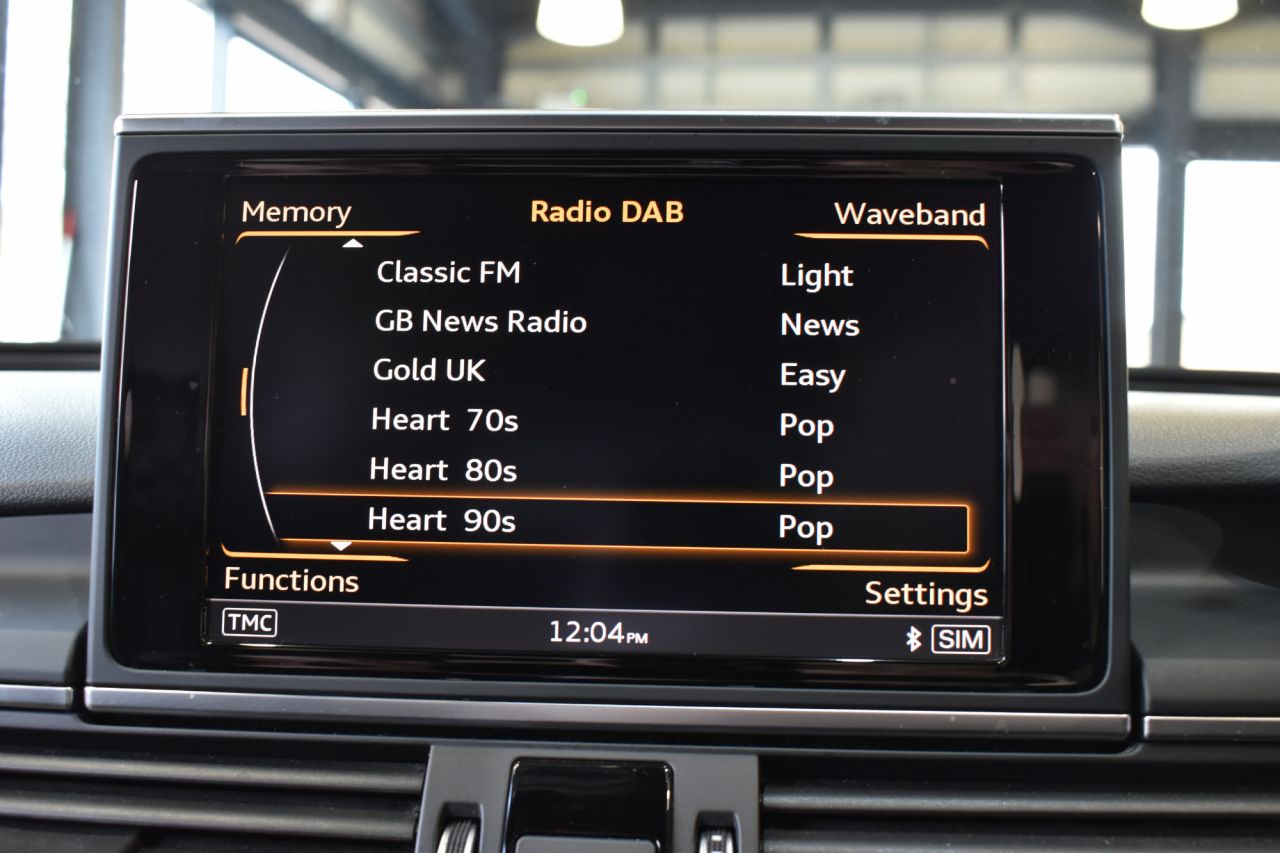 Memory Radio DAB Waveband
Classic FM Light
GB News Radio News
Gold UK Easy
Heart 70s Pop
Heart 80s Pop
Heart 90s Pop
Functions Settings
TMC 12:04PM SIM